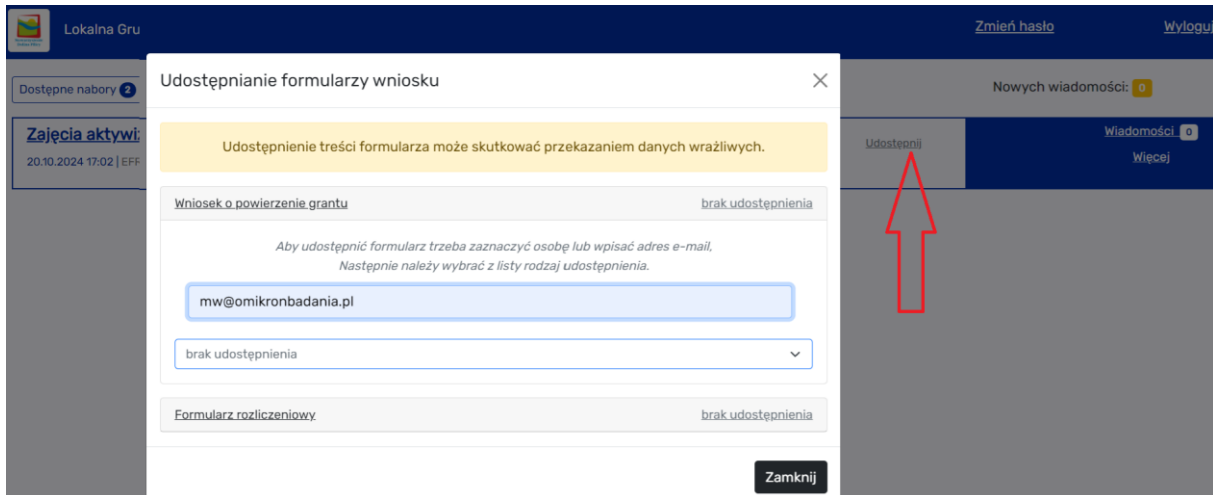 Lokalna Gru
Zmień hasło
Wyloguj
Dostępne nabory 2
Nowych wiadomości: 0
Udostępnianie formularzy wniosku
Zajęcia aktywi
20.10.2024 17:02 | EFF
Udostępnij
Wiadomości 0
Więcej
Udostępnienie treści formularza może skutkować przekazaniem danych wrażliwych.
Wniosek o powierzenie grantu
brak udostępnienia
Aby udostępnić formularz trzeba zaznaczyć osobę lub wpisać adres e-mail,
Następnie należy wybrać z listy rodzaj udostępnienia.
mw@omikronbadania.pl
brak udostępnienia
Formularz rozliczeniowy
brak udostępnienia
Zamknij